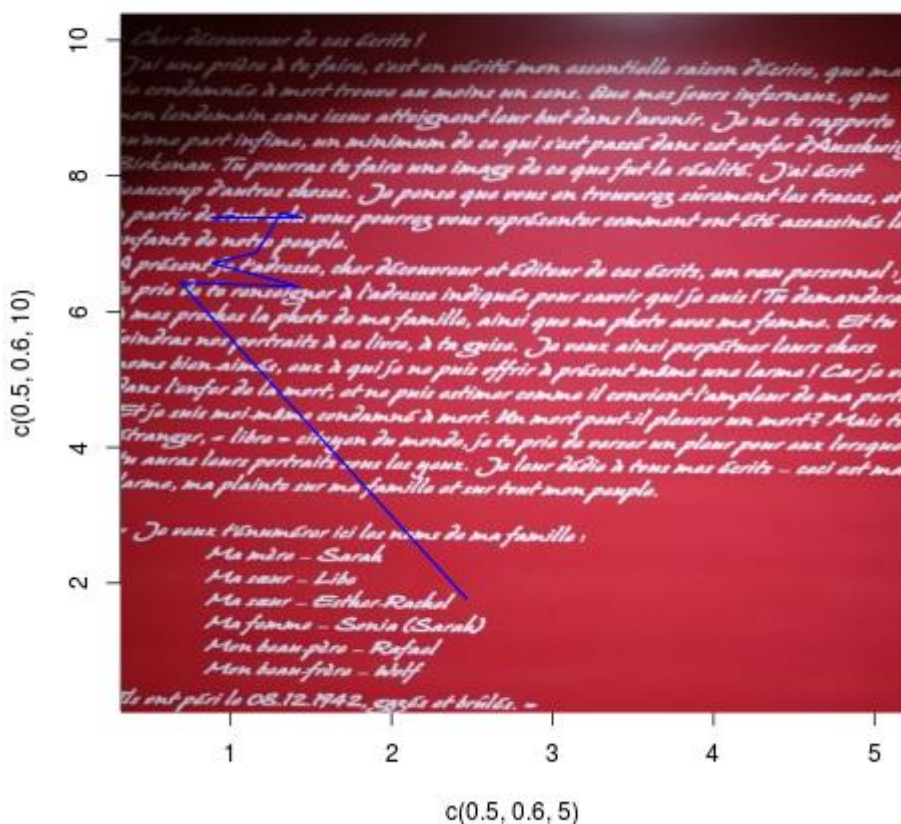 Cher découvreur de ces écrits !
J'ai une prière à te faire, c'est en vérité mon essentielle raison d'écrire, que ma
condamnée à mort trouve au moins un sens. Que mes jours infernaux, que
mon lendemain sans issue atteignent leur but dans l'avenir. Je ne te rapporte
qu'une part infime, un minimum de ce qui s'est passé dans cet enfer d'Auschwitz
Birkenau. Tu pourras te faire une image de ce que fut la réalité. J'ai écrit
beaucoup d'autres choses. Je pense que vous en trouverez sûrement les traces, et
partir de tout cela vous pourrez vous représenter comment ont été assassinés
enfants de notre peuple.
A présent adresse, cher découvreur et éditeur de ces écrits, un vœu personnel :
prie de te renseigner à l'adresse indiquée pour savoir qui je suis ! Tu demanderas
mes proches la photo de ma famille, ainsi que ma photo avec ma femme. Et tu
joindras nos portraits à ce livre, à ta guise. Je veux ainsi perpétuer leurs chers
noms bien-aimés, eux à qui je ne puis offrir à présent même une larme ! Car je
dans l'enfer de la mort, et ne puis estimer comme il convient l'ampleur de ma perte
Et je suis moi-même condamné à mort. Un mort peut-il pleurer un mort ? Mais
étranger, « libre » citoyen du monde, je te prie de verser un pleur pour eux lorsque
tu auras leurs portraits sous les yeux. Je leur dédie à tous mes écrits – ceci est ma
larme, ma plainte sur ma famille et sur tout mon peuple.
« Je veux t'énumérer ici les noms de ma famille :
Ma mère – Sarah
Ma sœur – Libe
Ma sœur – Esther-Rachel
Ma femme – Sonia (Sarah)
Mon beau-père – Rafael
Mon beau-frère – Wolf
Ils ont péri le 08.12.1942, gazés et brûlés. »
10
8
6
4
2
c(0.5, 0.6, 10)
1 2 3 4 5
c(0.5, 0.6, 5)